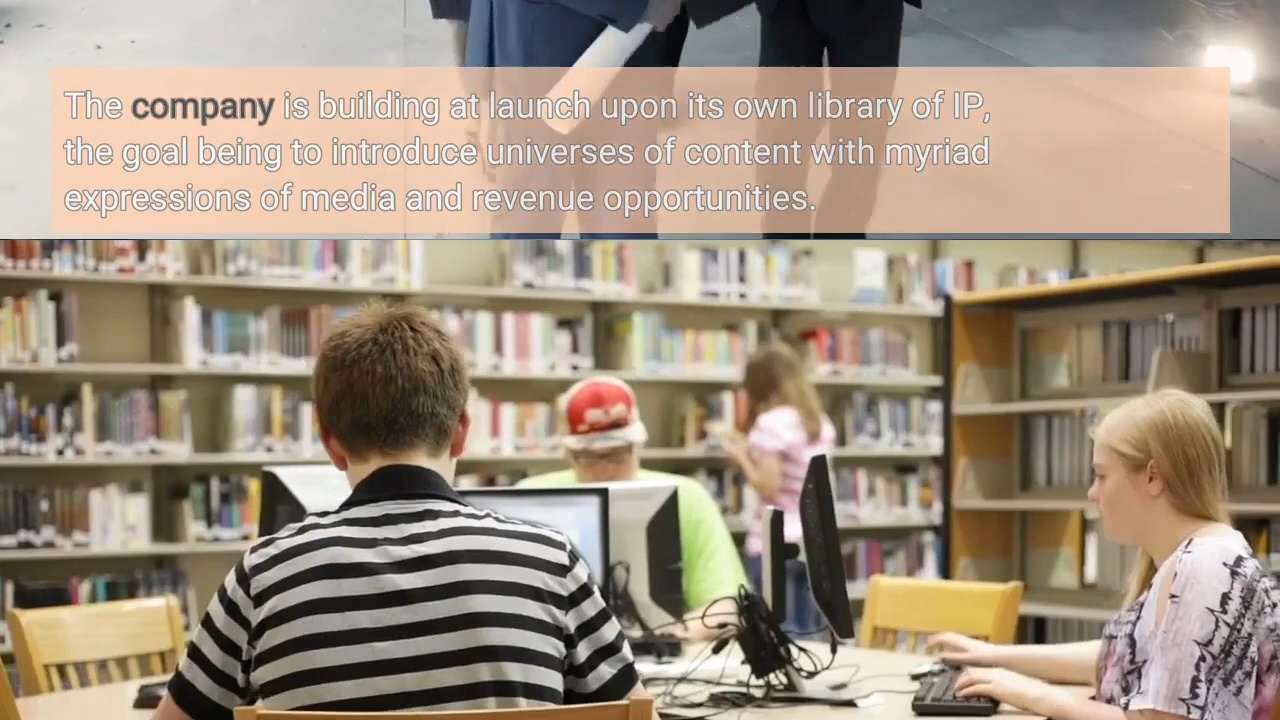 The company is building at launch upon its own library of IP,
the goal being to introduce universes of content with myriad
expressions of media and revenue opportunities.